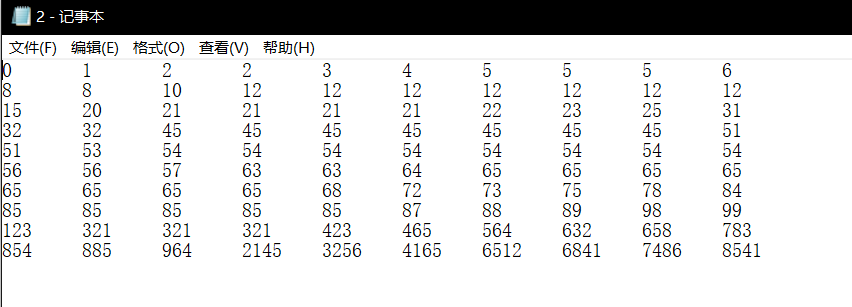 2 - 记事本
文件(F) 编辑(E) 格式(O) 查看(V) 帮助(H)
0 1 2 2 3 4 5 5 5 6
8 8 10 12 12 12 12 12 12 12
15 20 21 21 21 21 22 23 25 31
32 32 45 45 45 45 45 45 45 51
51 53 54 54 54 54 54 54 54 54
56 56 57 63 63 64 65 65 65 65
65 65 65 65 68 72 73 75 78 84
85 85 85 85 85 87 88 89 98 99
123 321 321 321 423 465 564 632 658 783
854 885 964 2145 3256 4165 6512 6841 7486 8541